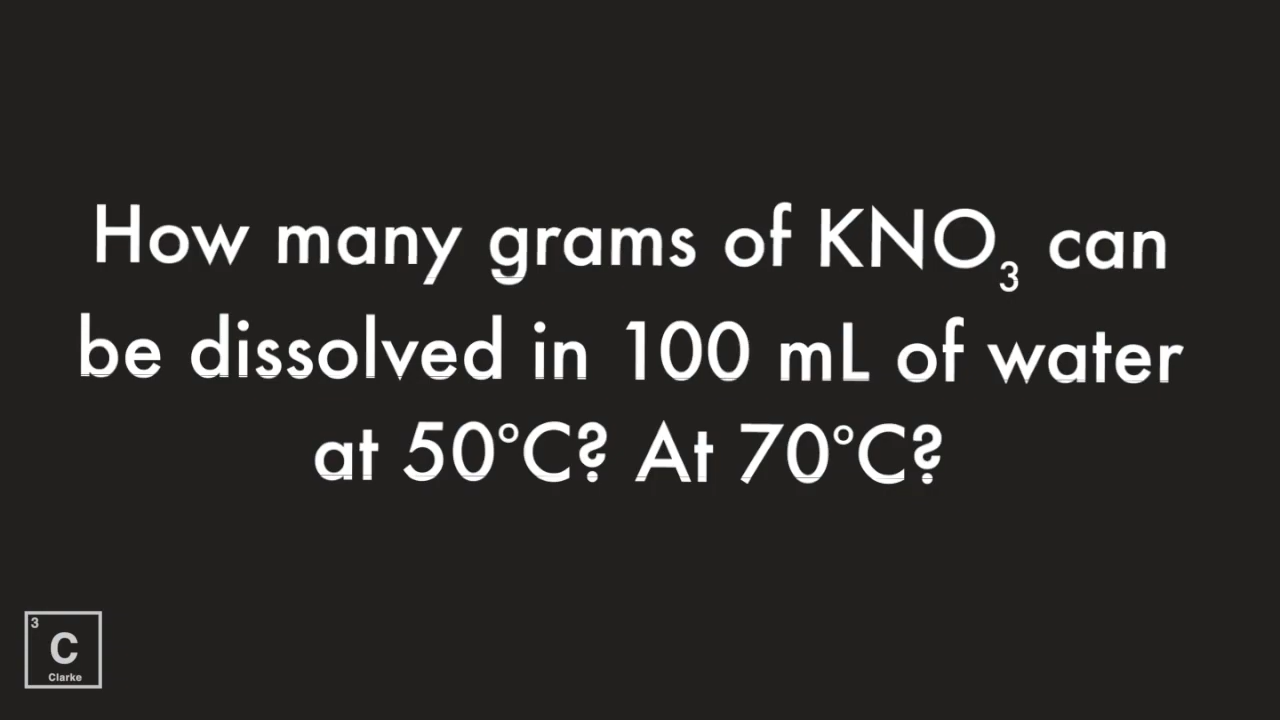 How many grams of KNO₃ can
be dissolved in 100 mL of water
at 50°C? At 70°C?
3
C
Clarke